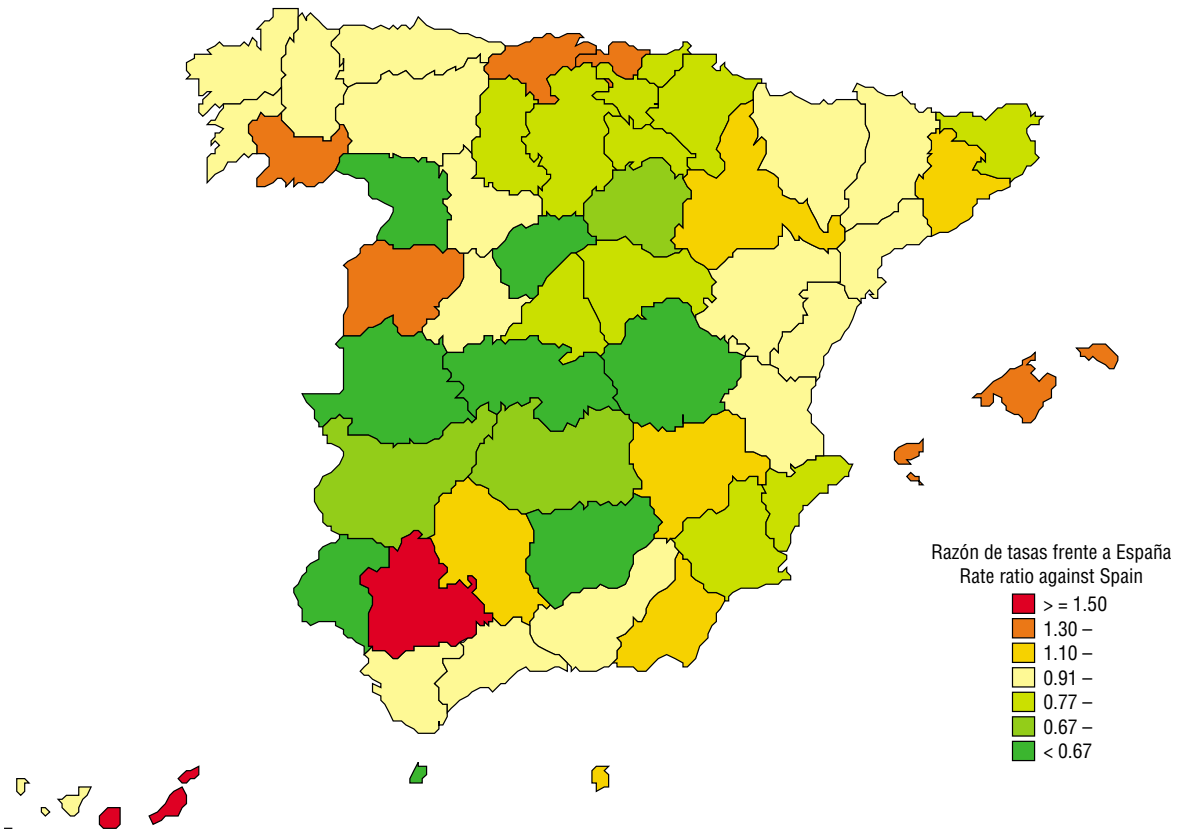 Razón de tasas frente a España
Rate ratio against Spain
> = 1.50
1.30 –
1.10 –
0.91 –
0.77 –
0.67 –
< 0.67